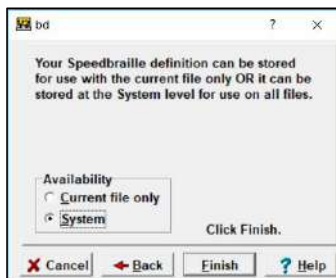 bd ? ×
Your Speedbraille definition can be stored
for use with the current file only OR it can be
stored at the System level for use on all files.
Availability
Current file only
System
Click Finish.
Cancel Back Finish ? Help